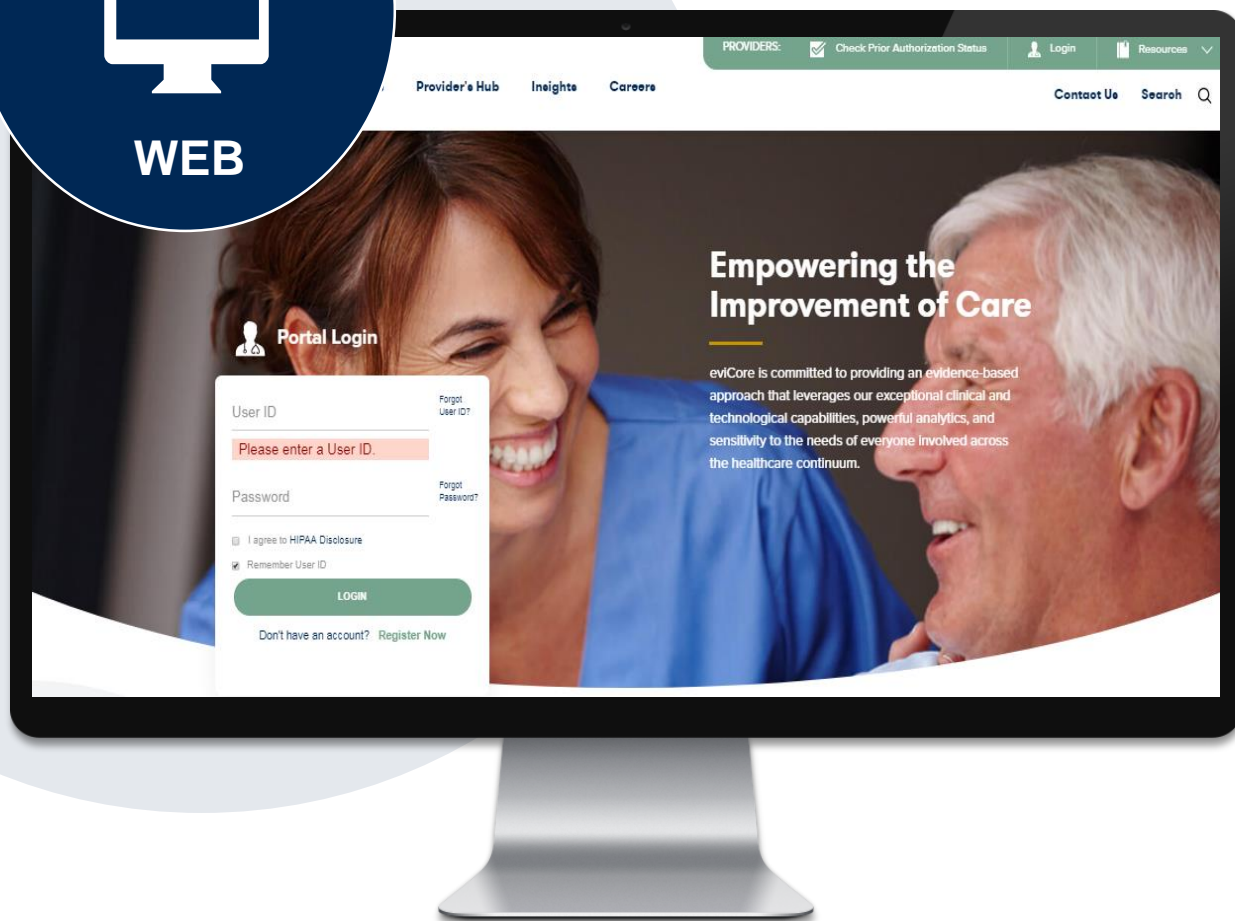 WEB
PROVIDERS: Check Prior Authorization Status Login Resources
Provider's Hub Insights Careers
Contact Us Search
Portal Login
User ID
Forgot
User ID?
Please enter a User ID.
Password
Forgot
Password?
I agree to HIPAA Disclosure
Remember User ID
LOGIN
Don't have an account? Register Now
Empowering the
Improvement of Care
eviCore is committed to providing an evidence-based
approach that leverages our exceptional clinical and
technological capabilities, powerful analytics, and
sensitivity to the needs of everyone involved across
the healthcare continuum.